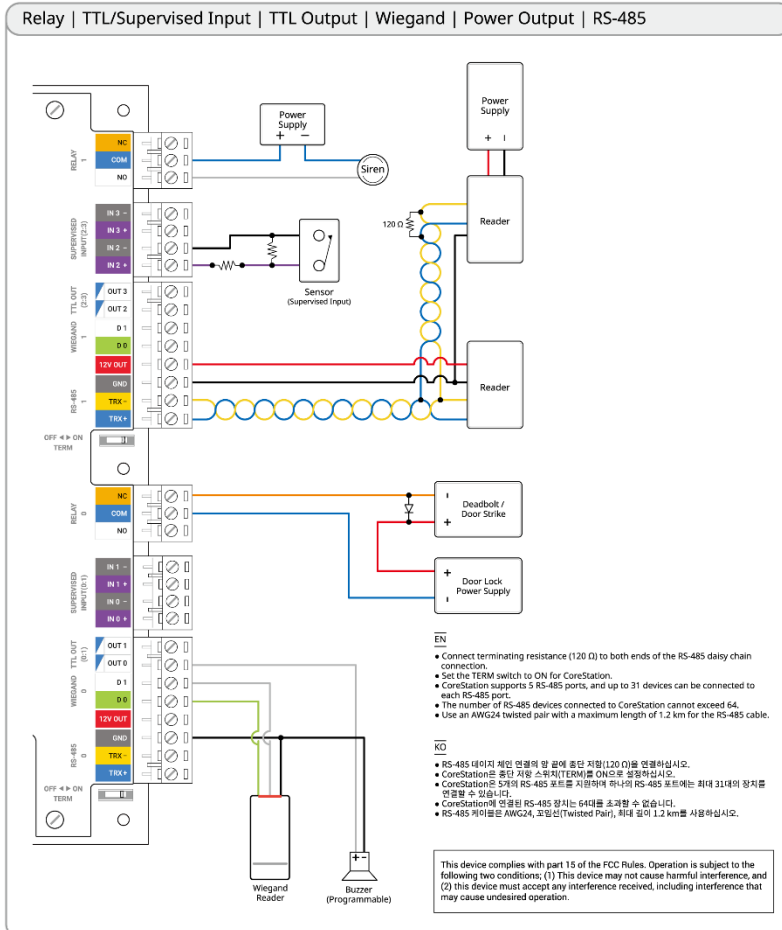 Relay | TTL/Supervised Input | TTL Output | Wiegand | Power Output | RS-485
RELAY
1
NC
COM
NO
Power
Supply
+ −
Siren
Power
Supply
+ −
Reader
120 Ω
SUPERVISED
INPUT(2:3)
IN 3 −
IN 3 +
IN 2 −
IN 2 +
Sensor
(Supervised Input)
TTL OUT
(2:3)
OUT 3
OUT 2
WIEGAND
1
D 1
D 0
12V OUT
GND
RS-485
1
TRX −
TRX +
Reader
OFF ◄ ► ON
TERM
RELAY
0
NC
COM
NO
-
Deadbolt /
Door Strike
+
+
Door Lock
Power Supply
-
SUPERVISED
INPUT(0:1)
IN 1 −
IN 1 +
IN 0 −
IN 0 +
TTL OUT
(0:1)
OUT 1
OUT 0
WIEGAND
0
D 1
D 0
12V OUT
GND
RS-485
0
TRX −
TRX+
OFF ◄ ► ON
TERM
Wiegand
Reader
+ -
Buzzer
(Programmable)
EN
● Connect terminating resistance (120 Ω) to both ends of the RS-485 daisy chain
connection.
● Set the TERM switch to ON for CoreStation.
● CoreStation supports 5 RS-485 ports, and up to 31 devices can be connected to
each RS-485 port.
● The number of RS-485 devices connected to CoreStation cannot exceed 64.
● Use an AWG24 twisted pair with a maximum length of 1.2 km for the RS-485 cable.
KO
● RS-485 데이지 체인 연결의 양 끝에 종단 저항(120 Ω)을 연결하십시오.
● CoreStation은 종단 저항 스위치(TERM)를 ON으로 설정하십시오.
● CoreStation은 5개의 RS-485 포트를 지원하며 하나의 RS-485 포트에는 최대 31대의 장치를
연결할 수 있습니다.
● CoreStation에 연결된 RS-485 장치는 64대를 초과할 수 없습니다.
● RS-485 케이블은 AWG24, 꼬임선(Twisted Pair), 최대 길이 1.2 km를 사용하십시오.
This device complies with part 15 of the FCC Rules. Operation is subject to the
following two conditions; (1) This device may not cause harmful interference, and
(2) this device must accept any interference received, including interference that
may cause undesired operation.